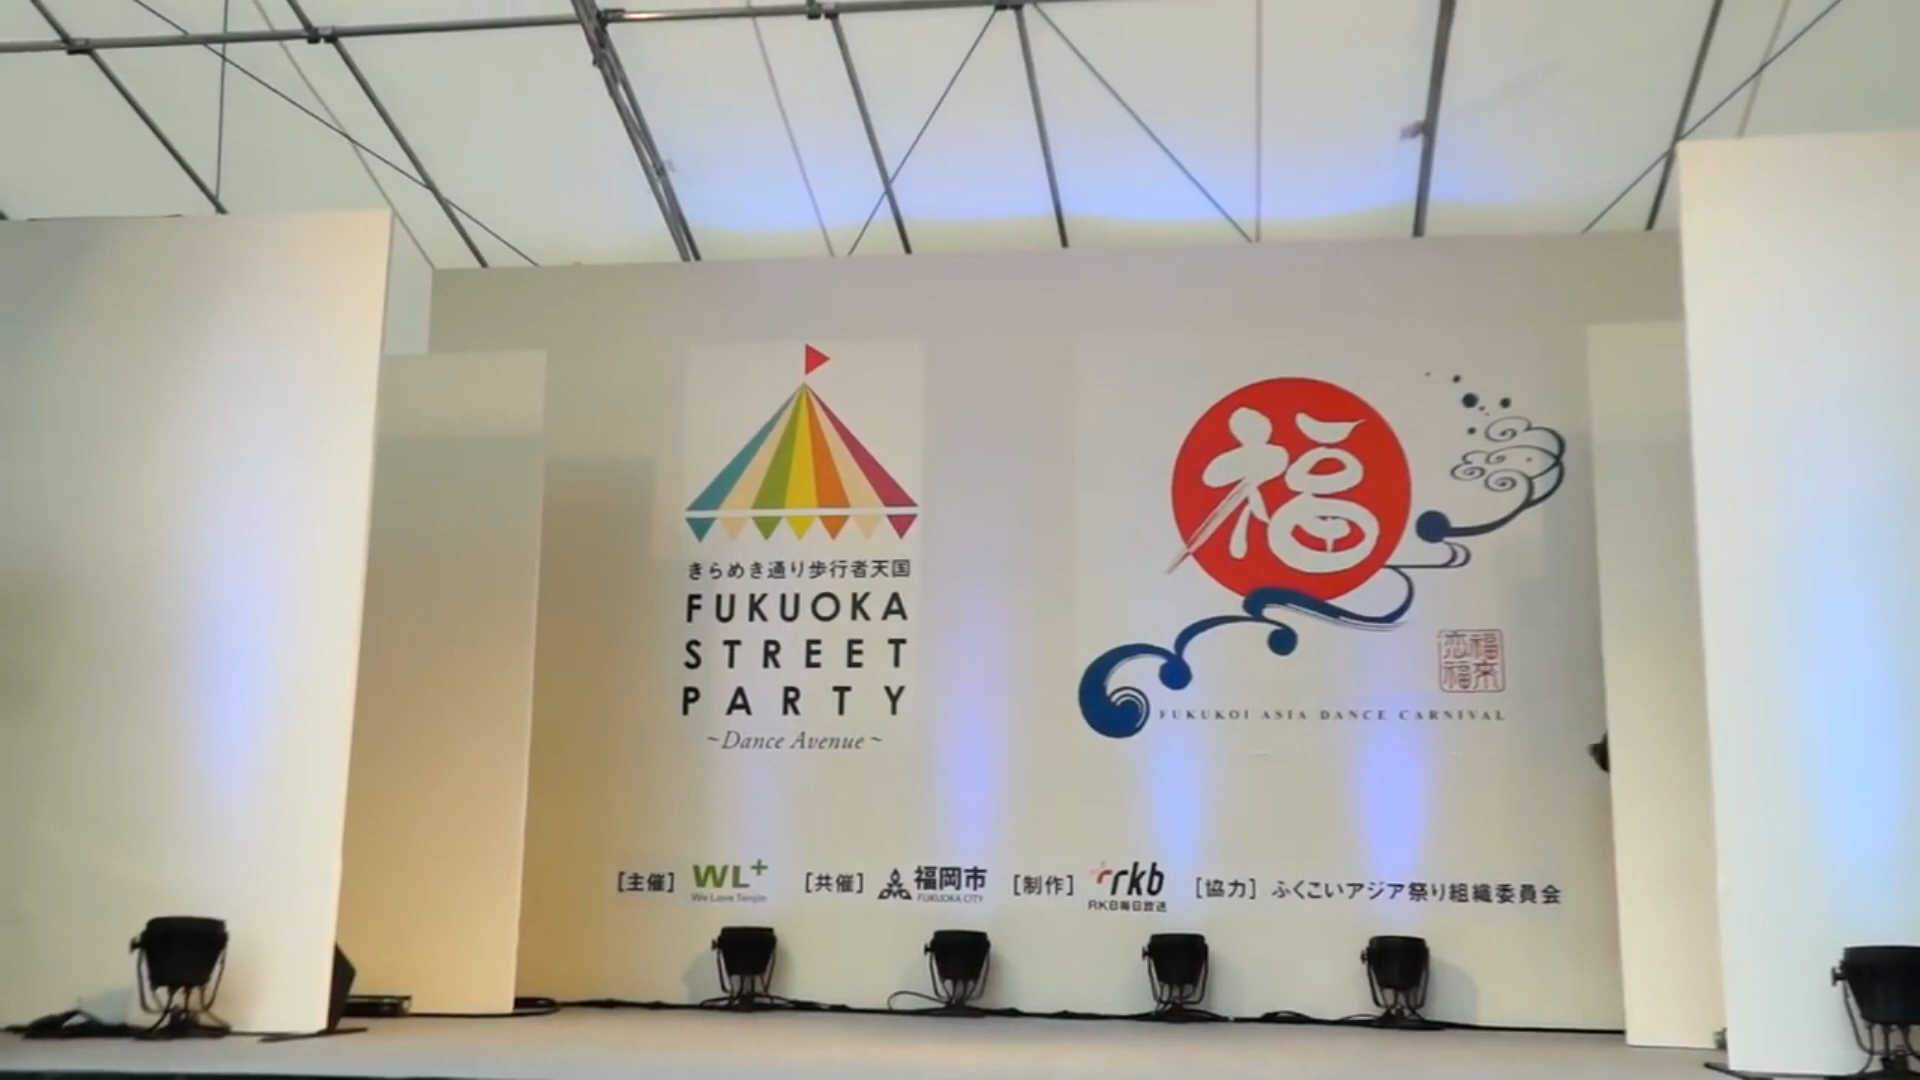 きらめき通り歩行者天国
FUKUOKA
STREET
PARTY
~Dance Avenue~
福
福来
恋福
FUKUKOI ASIA DANCE CARNIVAL
[主催] WL+ We Love Tenjin [共催] 福岡市 FUKUOKA CITY [制作] rkb RKB毎日放送 [協力] ふくこいアジア祭り組織委員会